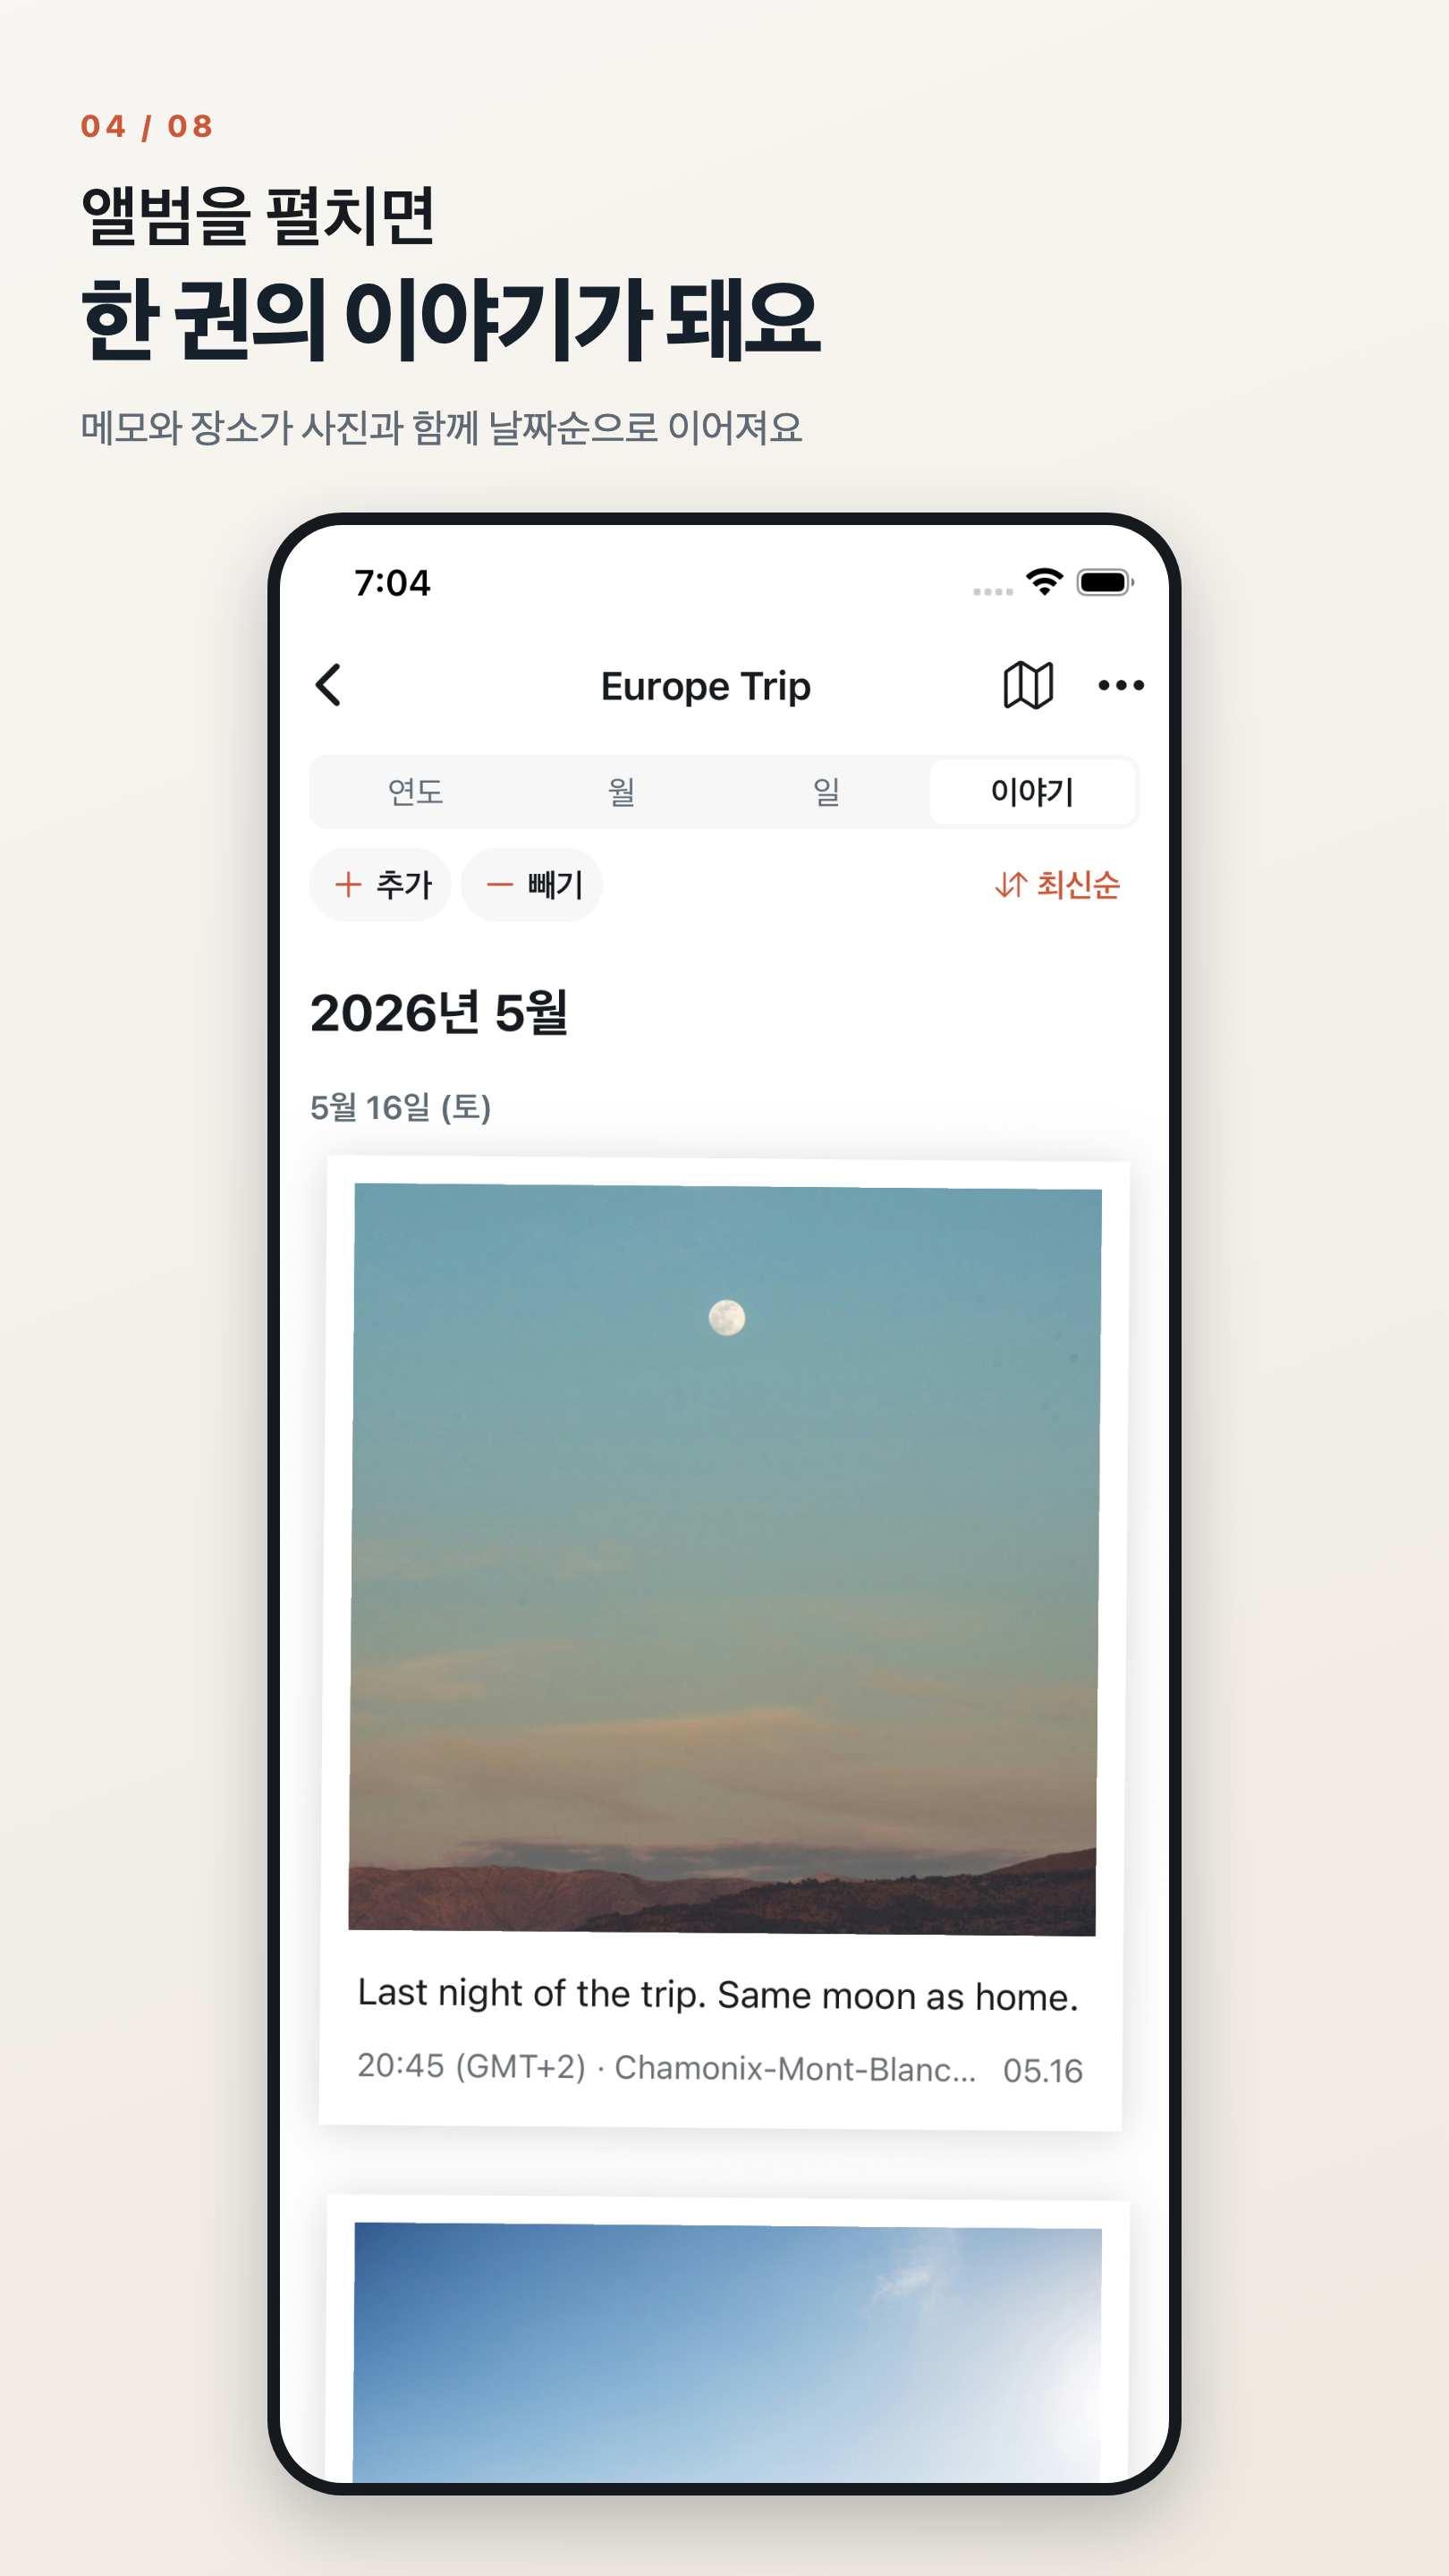 04 / 08
앨범을 펼치면
한 권의 이야기가 돼요
메모와 장소가 사진과 함께 날짜순으로 이어져요
7:04
Europe Trip
연도 월 일 이야기
추가 빼기 최신순
2026년 5월
5월 16일 (토)
Last night of the trip. Same moon as home.
20:45 (GMT+2) · Chamonix-Mont-Blanc... 05.16